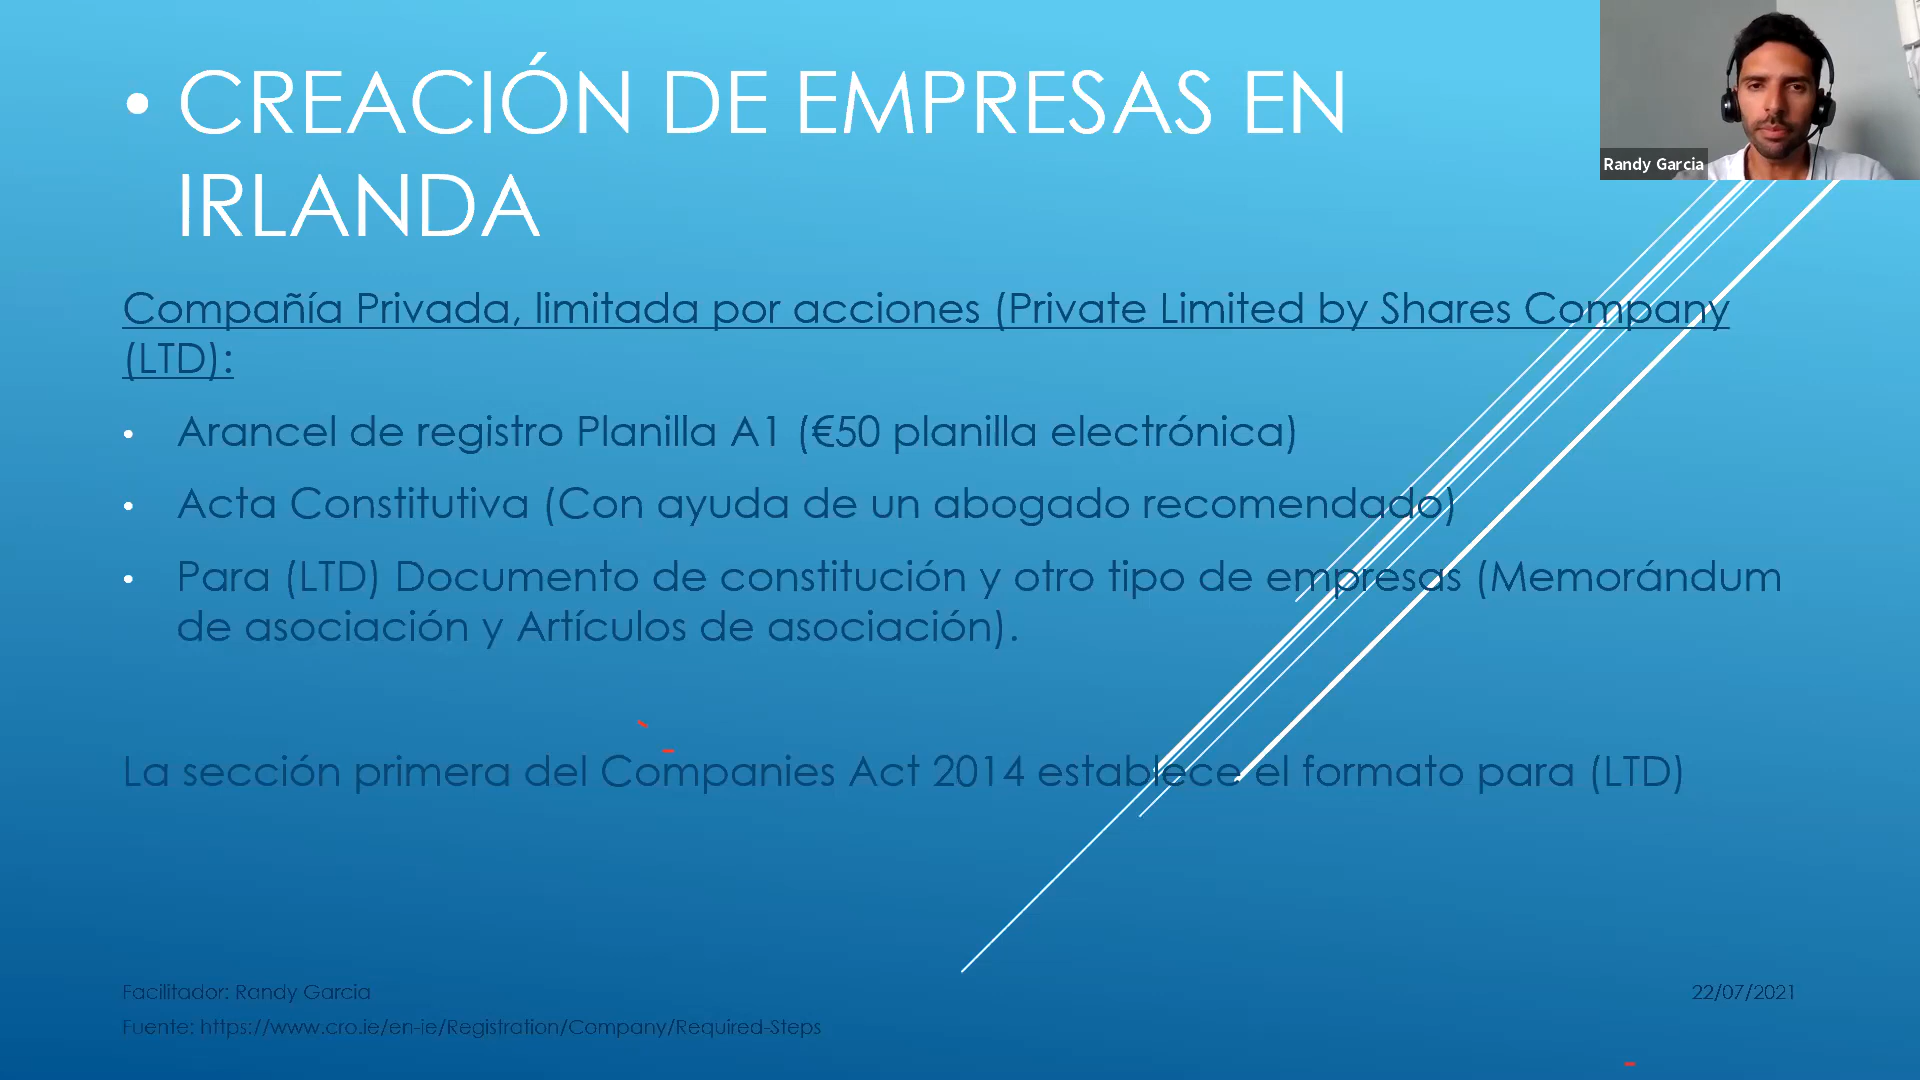 • CREACIÓN DE EMPRESAS EN
IRLANDA
Randy Garcia
Compañía Privada, limitada por acciones (Private Limited by Shares Company
(LTD):
• Arancel de registro Planilla A1 (€50 planilla electrónica)
• Acta Constitutiva (Con ayuda de un abogado recomendado)
• Para (LTD) Documento de constitución y otro tipo de empresas (Memorándum
de asociación y Artículos de asociación).
La sección primera del Companies Act 2014 establece el formato para (LTD)
Facilitador: Randy Garcia
22/07/2021
Fuente: https://www.cro.ie/en-ie/Registration/Company/Required-Steps